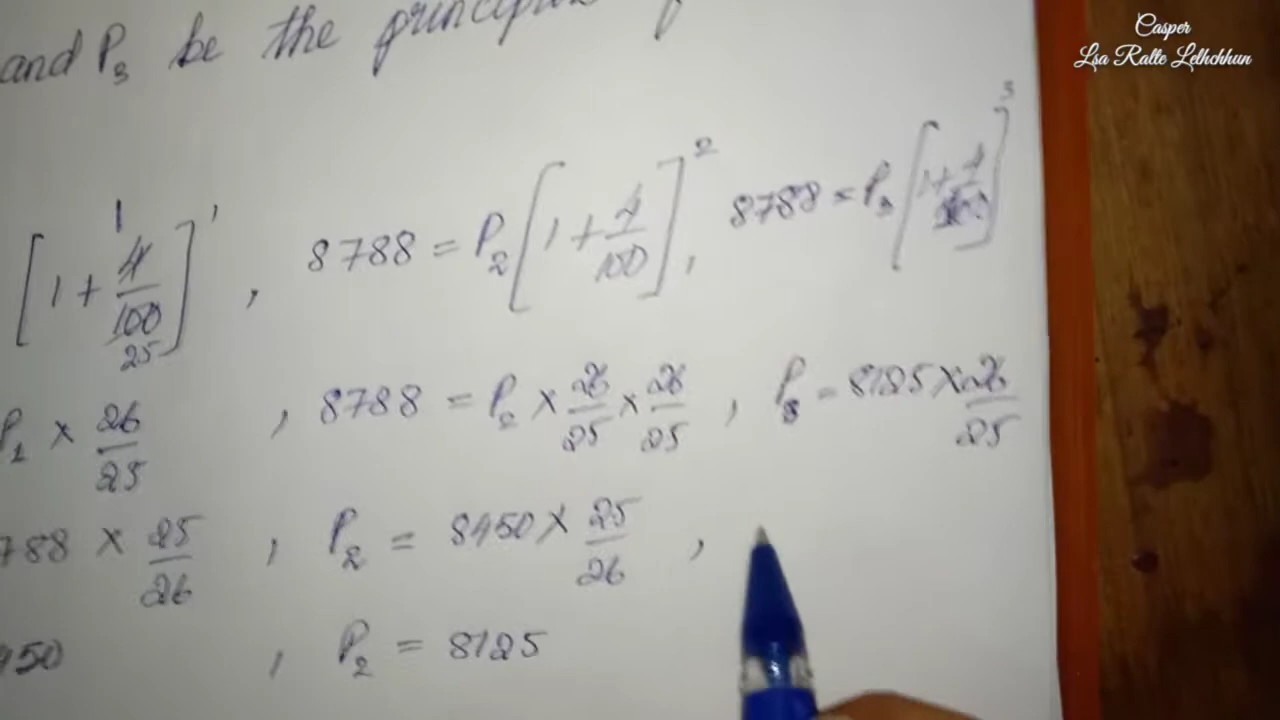 Casper
Lsa Ralte Lethchhun
and P₃ be the principal
[1 + 4/100]¹ , 8788 = P₂ [1 + 4/100]² , 8788 = P₃ [1 + 4/100]³
1
25
P₁ × 26/25 , 8788 = P₂ × 26/25 × 26/25 , P₃ = 8125 × 26/25
788 × 25/26 , P₂ = 8450 × 25/26 ,
450 , P₂ = 8125